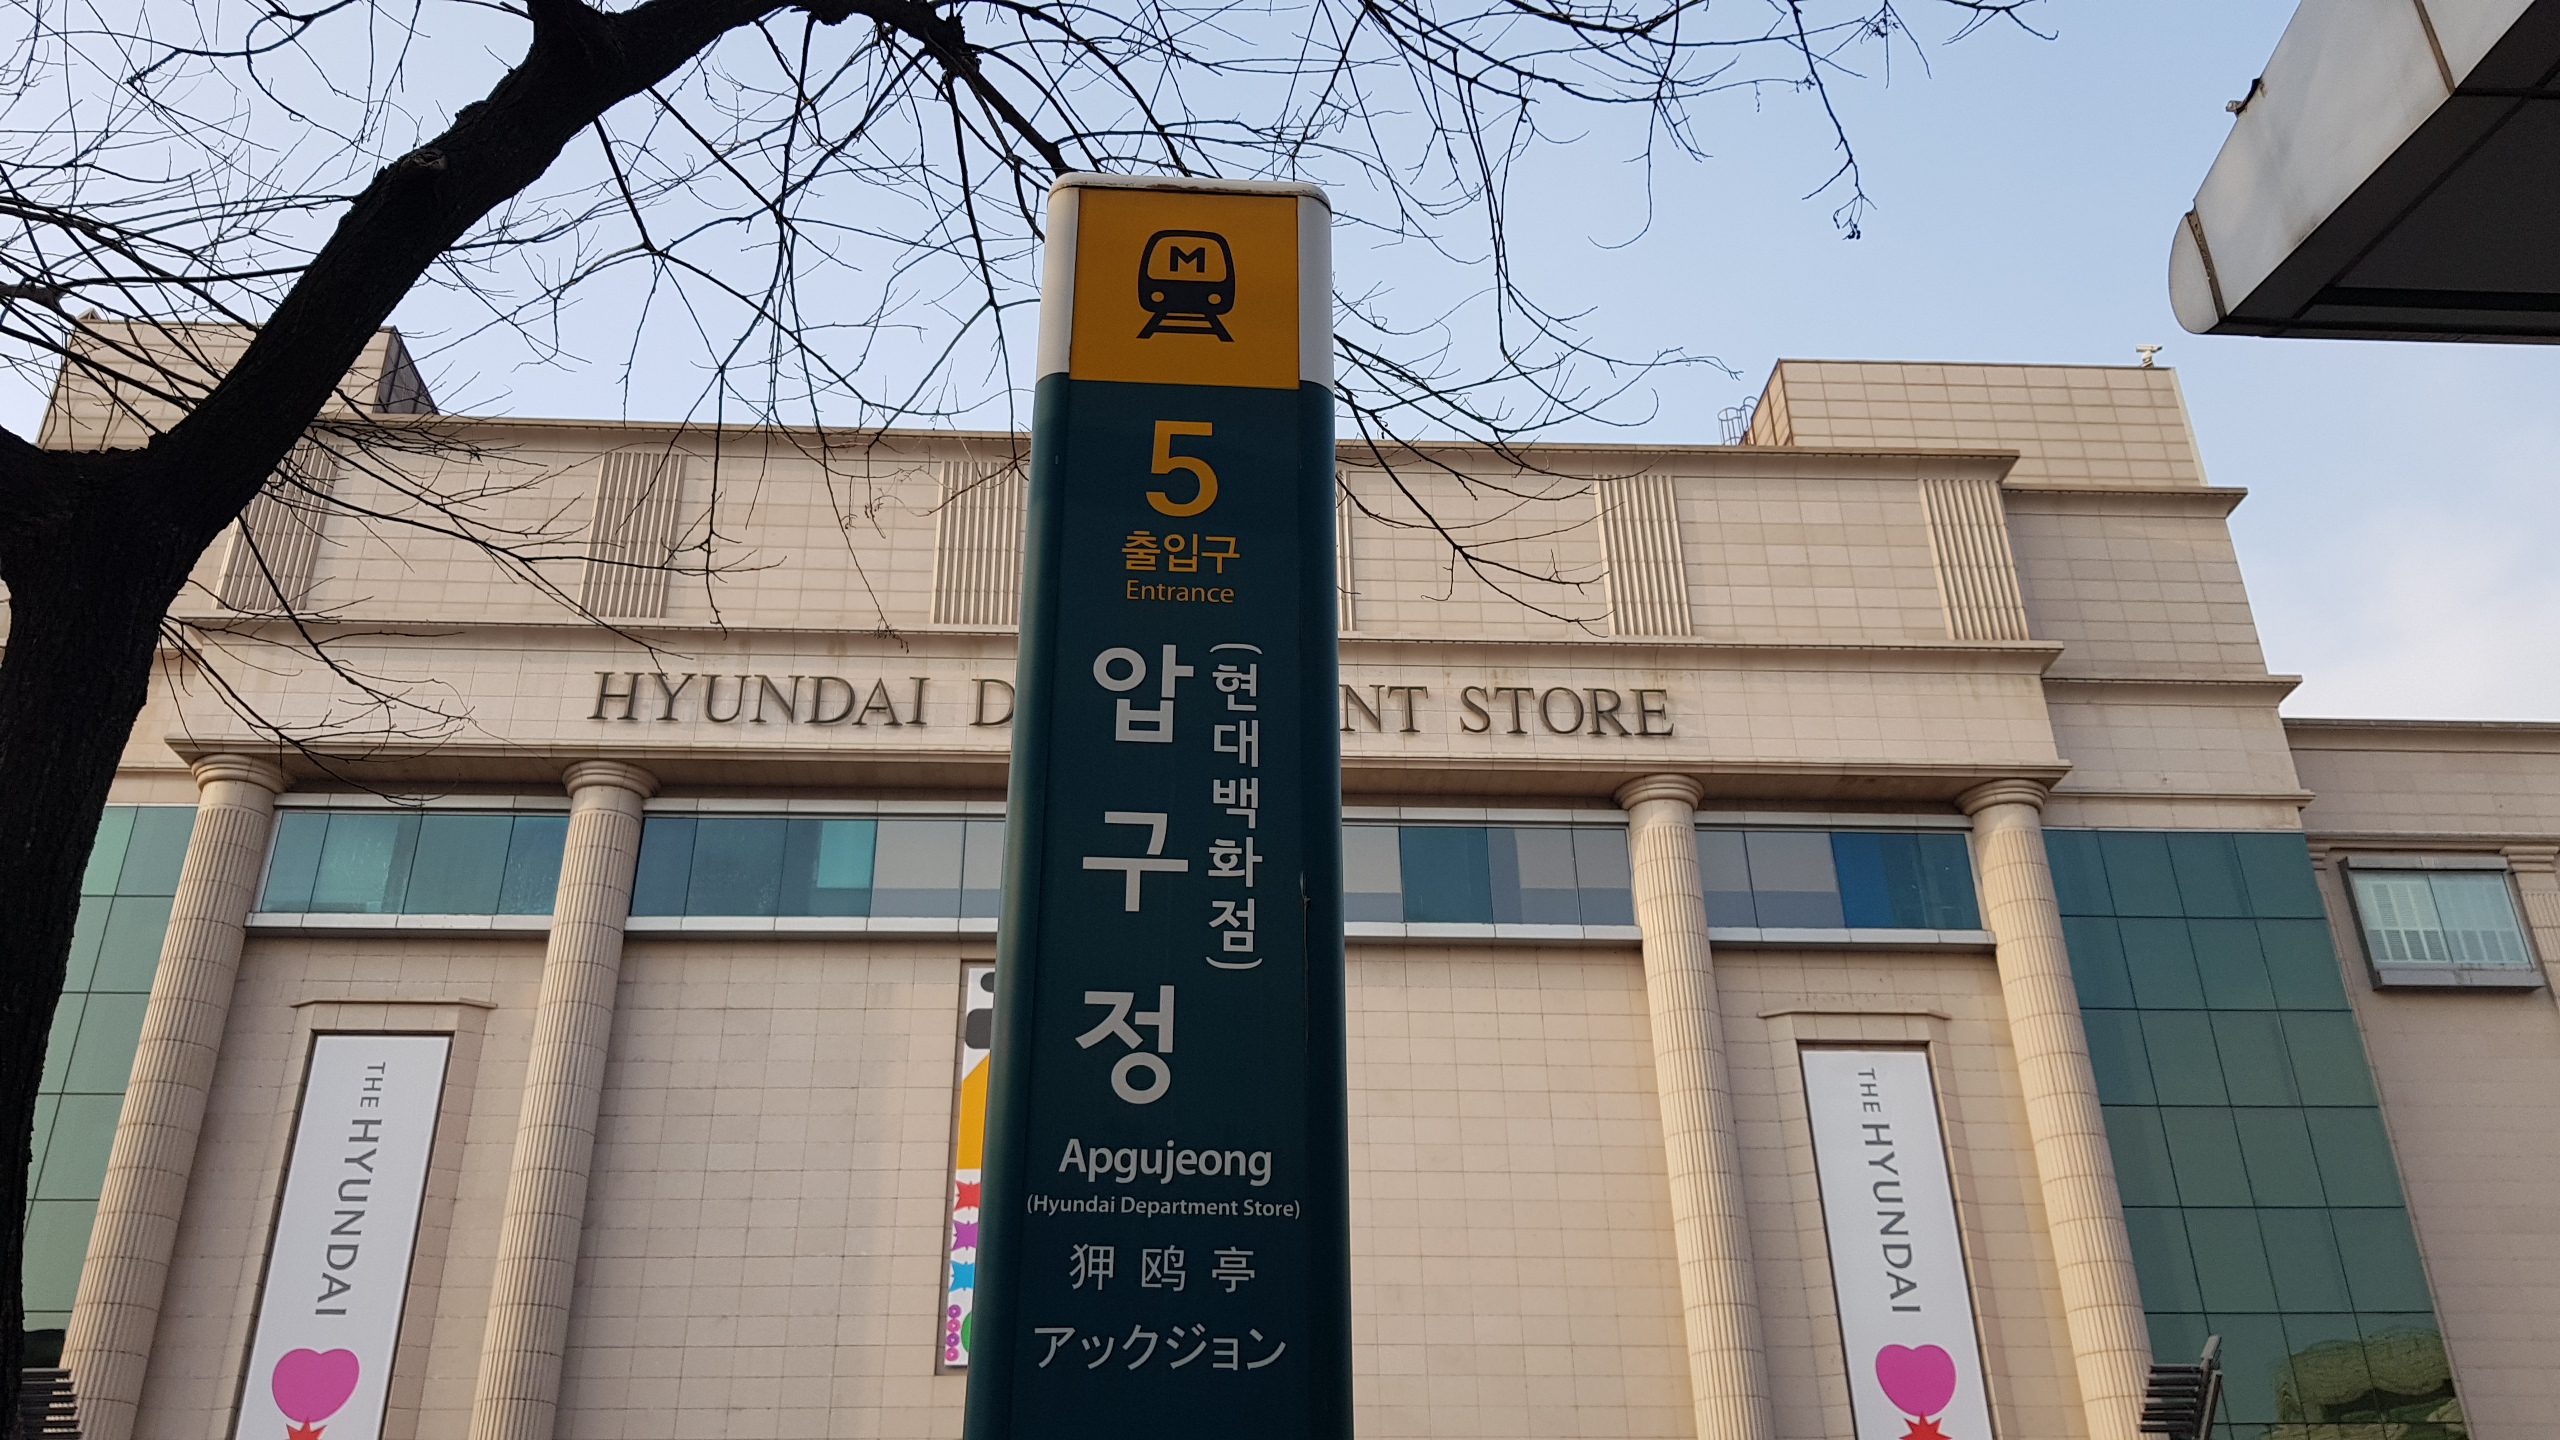 M
5
출입구
Entrance
압구정
(현대백화점)
Apgujeong
(Hyundai Department Store)
狎鸥亭
アックジョン
HYUNDAI D NT STORE
THE HYUNDAI
THE HYUNDAI